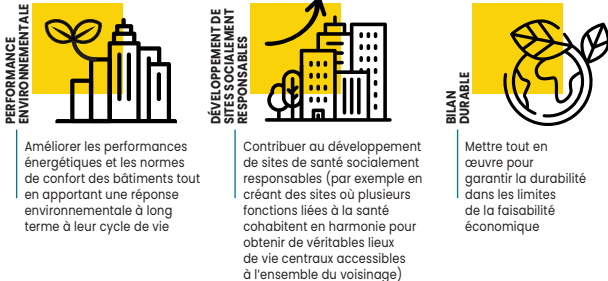 PERFORMANCE
ENVIRONNEMENTALE
Améliorer les performances
énergétiques et les normes
de confort des bâtiments tout
en apportant une réponse
environnementale à long
terme à leur cycle de vie
DÉVELOPPEMENT DE
SITES SOCIALEMENT
RESPONSABLES
Contribuer au développement
de sites de santé socialement
responsables (par exemple en
créant des sites où plusieurs
fonctions liées à la santé
cohabitent en harmonie pour
obtenir de véritables lieux
de vie centraux accessibles
à l'ensemble du voisinage)
BILAN
DURABLE
Mettre tout en
œuvre pour
garantir la durabilité
dans les limites
de la faisabilité
économique